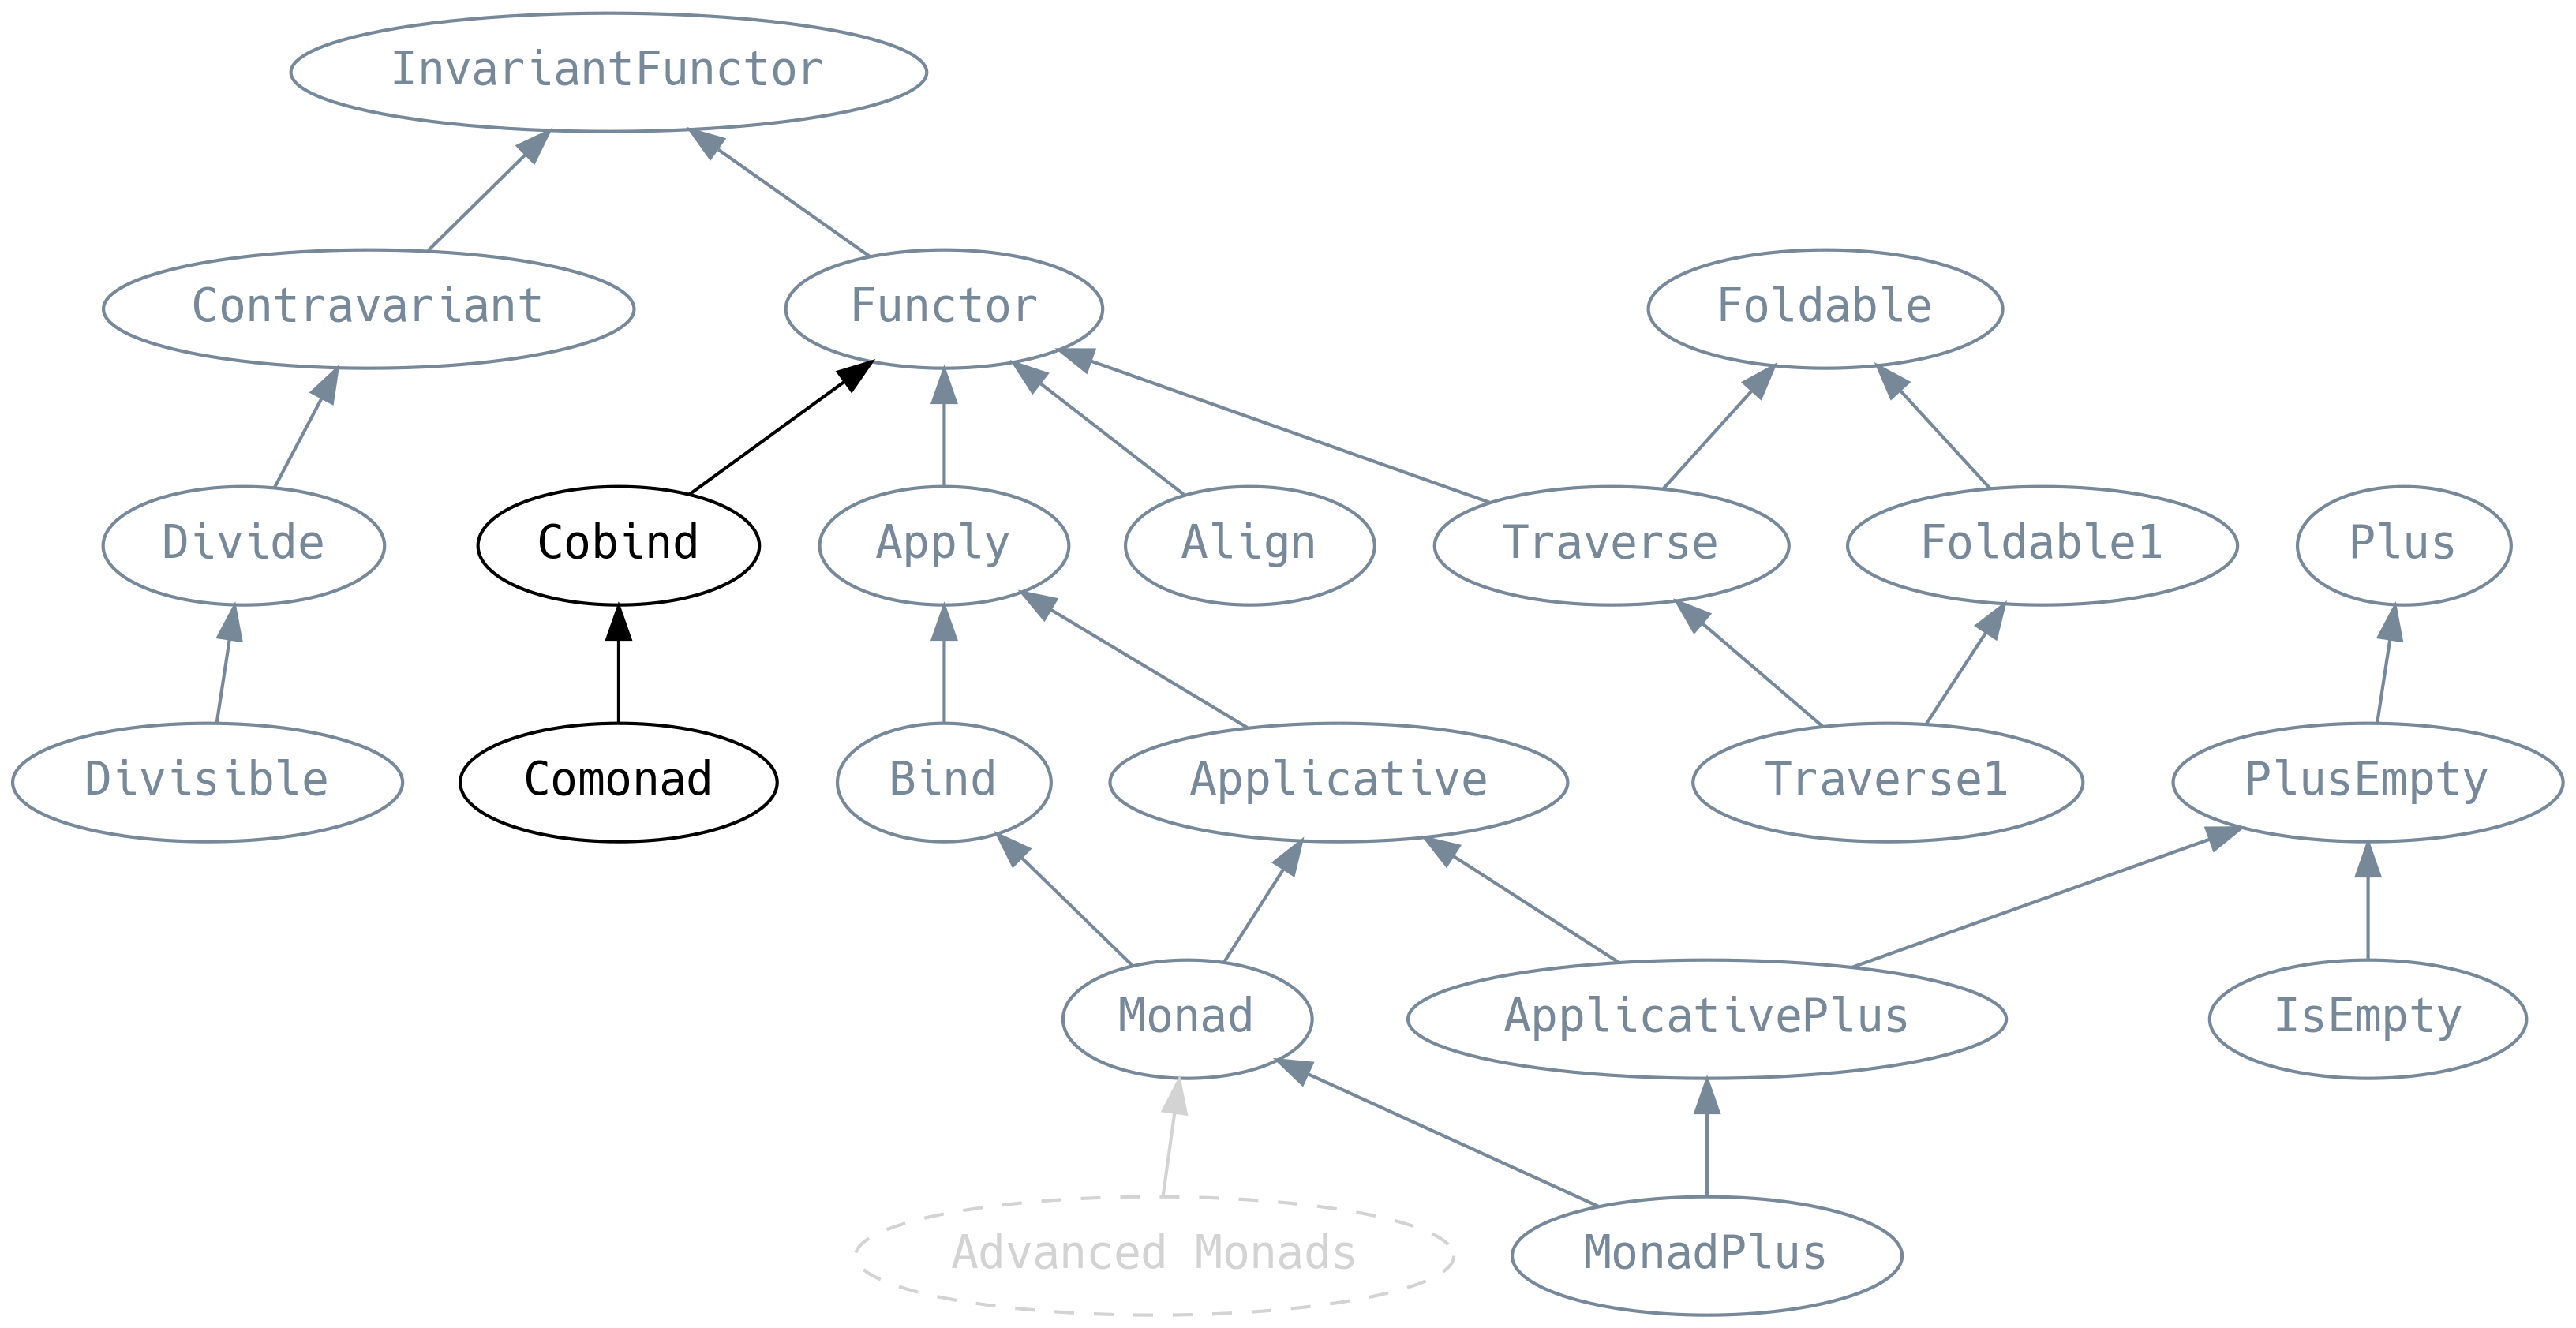 InvariantFunctor
Contravariant
Functor
Foldable
Divide
Cobind
Apply
Align
Traverse
Foldable1
Plus
Divisible
Comonad
Bind
Applicative
Traverse1
PlusEmpty
Monad
ApplicativePlus
IsEmpty
Advanced Monads
MonadPlus